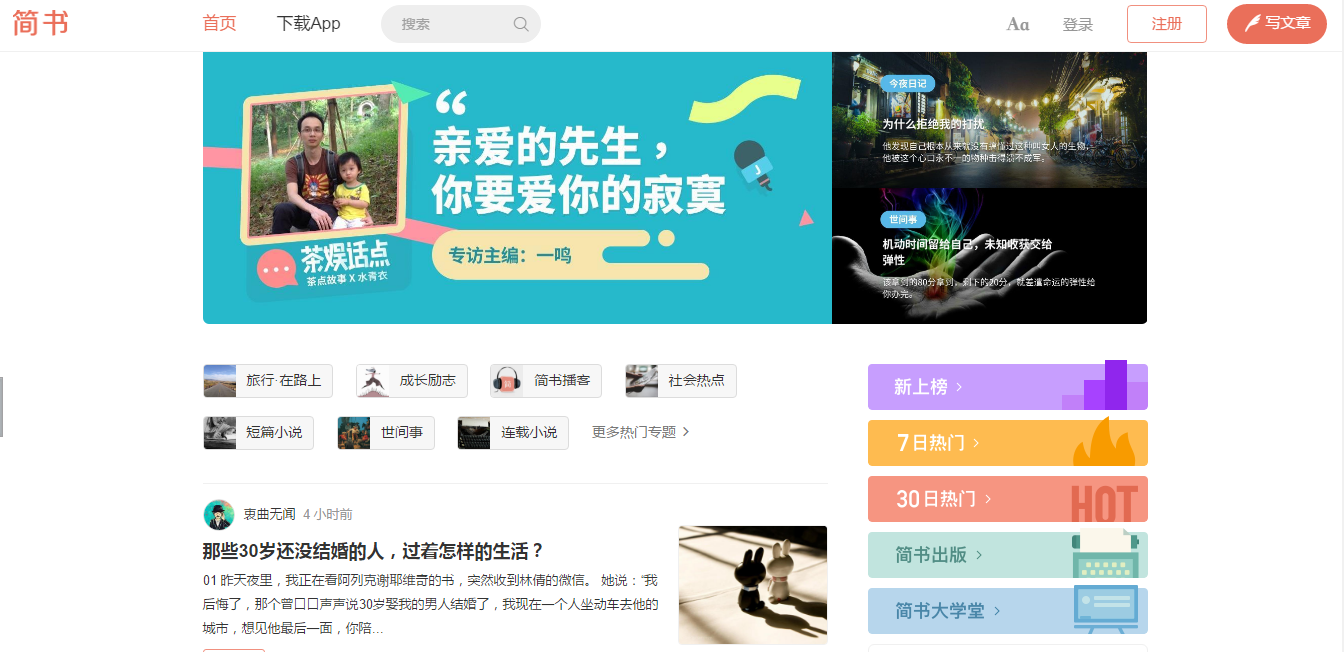 简书
首页
下载App
搜索
Aa
登录
注册
写文章
“
亲爱的先生，
你要爱你的寂寞
专访主编：一鸣
茶娱话点
茶点故事 X 水青衣
今夜日记
为什么拒绝我的打扰
他发现自己根本从来就没有弄懂过这种叫女人的生物，
他被这个心口永不一的物种击得溃不成军。
世间事
机动时间留给自己，未知收获交给
弹性
该拿到的80分拿到，剩下的20分，就差遣命运的弹性给
你办完。
旅行·在路上
成长励志
简书播客
社会热点
短篇小说
世间事
连载小说
更多热门专题 >
新上榜 >
7日热门 >
30日热门 >
HOT
简书出版 >
简书大学堂 >
衷曲无闻 4 小时前
那些30岁还没结婚的人，过着怎样的生活？
01 昨天夜里，我正在看阿列克谢耶维奇的书，突然收到林倩的微信。 她说：“我
后悔了，那个曾口口声声说30岁娶我的男人结婚了，我现在一个人坐动车去他的
城市，想见他最后一面，你陪...